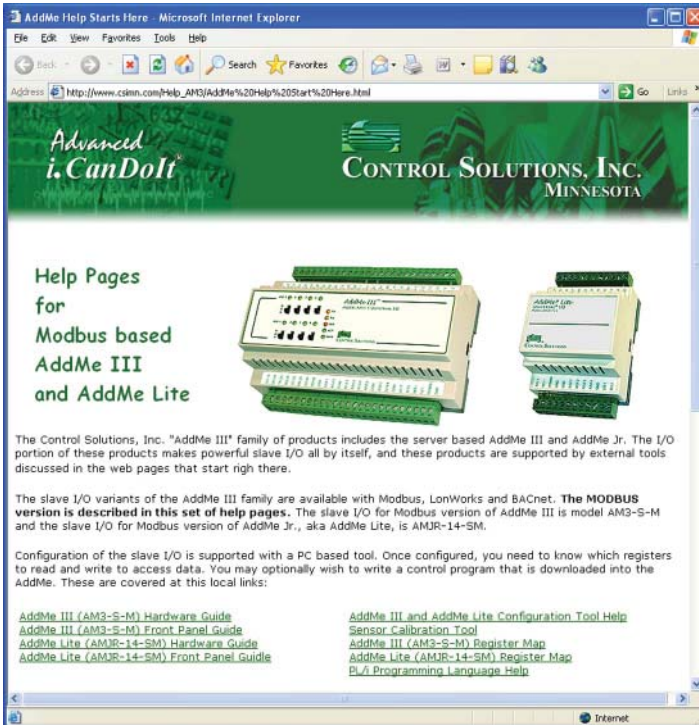 AddMe Help Starts Here - Microsoft Internet Explorer
File Edit View Favorites Tools Help
Back Search Favorites
Address http://www.csimn.com/Help_AM3/AddMe%20Help%20Start%20Here.html Go Links
Advanced
i.CanDoIt®
CONTROL SOLUTIONS, INC.
MINNESOTA
Help Pages
for
Modbus based
AddMe III
and AddMe Lite
AddMe III
CONTROL SOLUTIONS
AddMe Lite
CONTROL SOLUTIONS
The Control Solutions, Inc. "AddMe III" family of products includes the server based AddMe III and AddMe Jr. The I/O
portion of these products makes powerful slave I/O all by itself, and these products are supported by external tools
discussed in the web pages that start righ there.
The slave I/O variants of the AddMe III family are available with Modbus, LonWorks and BACnet. The MODBUS
version is described in this set of help pages. The slave I/O for Modbus version of AddMe III is model AM3-S-M
and the slave I/O for Modbus version of AddMe Jr., aka AddMe Lite, is AMJR-14-SM.
Configuration of the slave I/O is supported with a PC based tool. Once configured, you need to know which registers
to read and write to access data. You may optionally wish to write a control program that is downloaded into the
AddMe. These are covered at this local links:
AddMe III (AM3-S-M) Hardware Guide
AddMe III (AM3-S-M) Front Panel Guide
AddMe Lite (AMJR-14-SM) Hardware Guide
AddMe Lite (AMJR-14-SM) Front Panel Guidle
AddMe III and AddMe Lite Configuration Tool Help
Sensor Calibration Tool
AddMe III (AM3-S-M) Register Map
AddMe Lite (AMJR-14-SM) Register Map
PL/i Programming Language Help
Internet